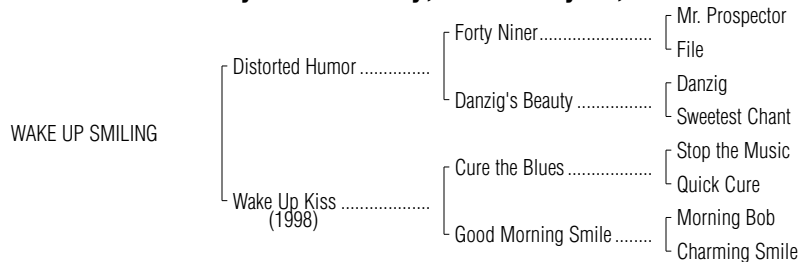 Mr. Prospector
Forty Niner........................
File
Distorted Humor ...............
Danzig
Danzig's Beauty ................
Sweetest Chant
WAKE UP SMILING
Stop the Music
Cure the Blues ..................
Quick Cure
Wake Up Kiss ...................
(1998)
Morning Bob
Good Morning Smile ........
Charming Smile